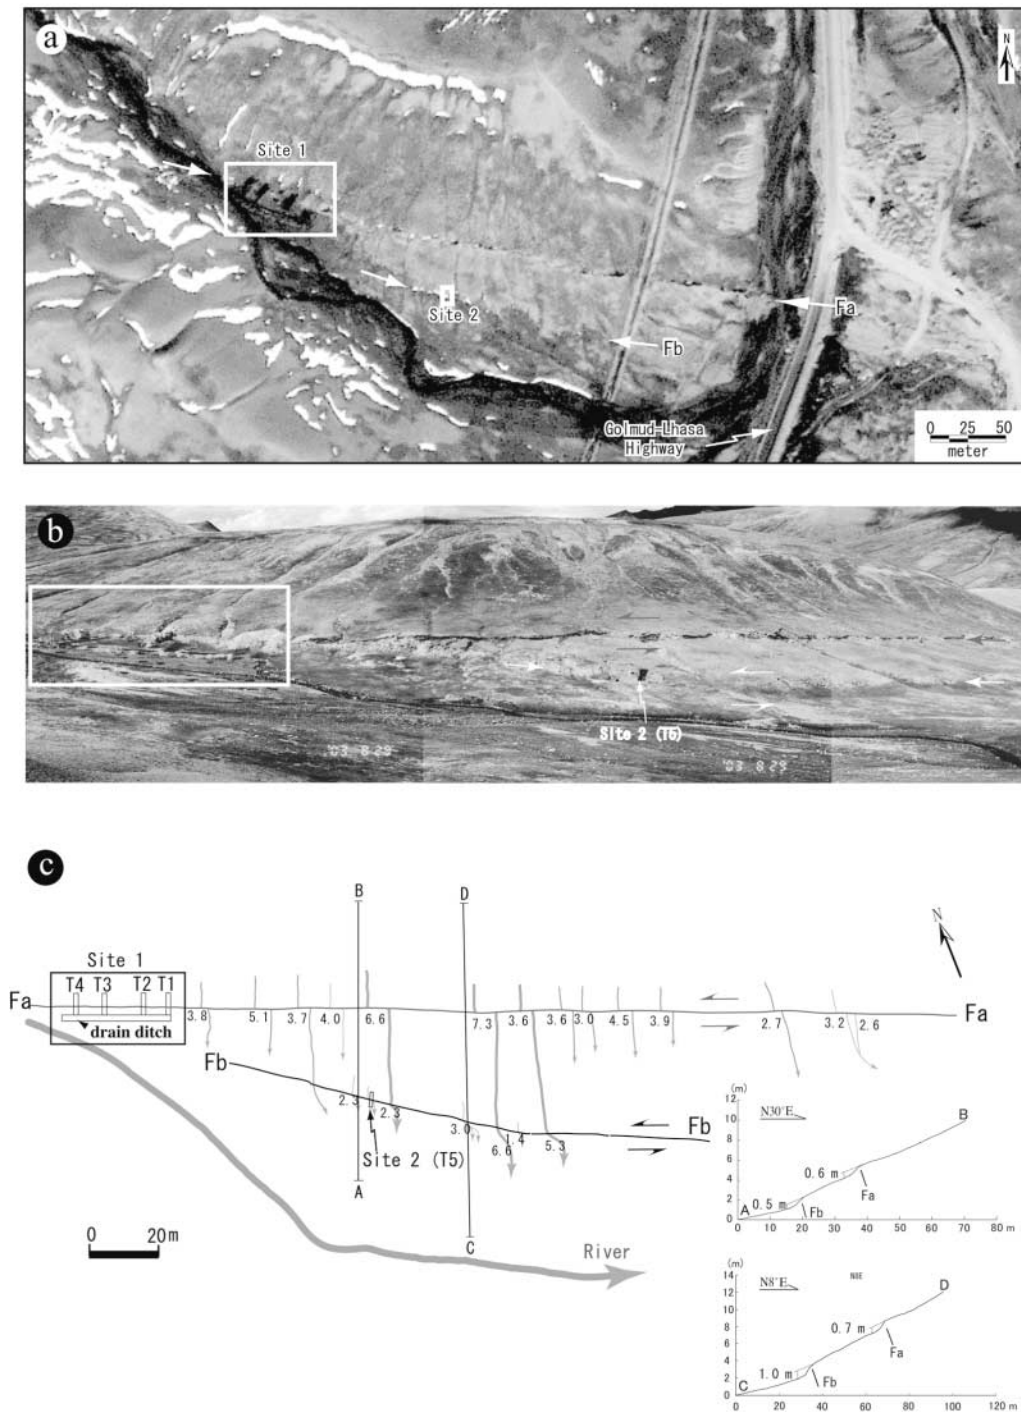 a
N
Site 1
Site 2
Fa
Fb
Golmud-Lhasa
Highway
0 25 50
meter
b
Site 2 (T5)
'03 8 29
'03 8 29
c
B
D
N
Site 1
T4 T3 T2 T1
Fa
Fa
drain ditch
3.8
5.1
3.7
4.0
6.6
7.3
3.6
3.6
3.0
4.5
3.9
2.7
3.2
2.6
Fb
2.3
2.3
3.0
6.6
1.4
5.3
Fb
Site 2 (T5)
A
C
0 20m
River
(m)
12
10
8
6
4
2
0
N30°E
B
0.6 m
Fa
0.5 m
A
Fb
0 10 20 30 40 50 60 70 80 m
(m)
14
12
10
8
6
4
2
0
N8°E
N8E
D
0.7 m
Fa
1.0 m
Fb
C
0 20 40 60 80 100 120 m